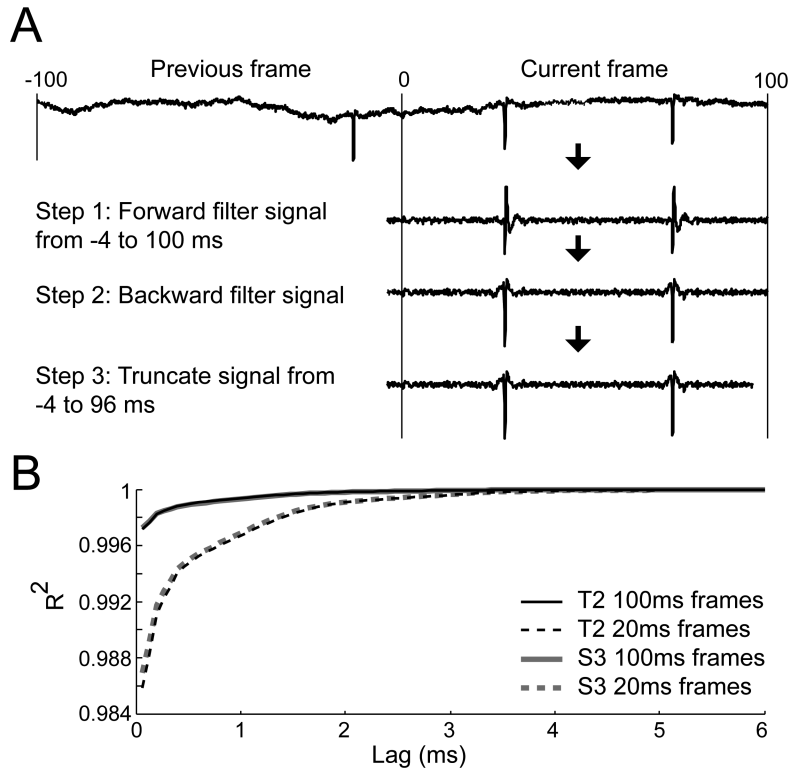 A
Previous frame
Current frame
-100
0
100
Step 1: Forward filter signal
from -4 to 100 ms
Step 2: Backward filter signal
Step 3: Truncate signal from
-4 to 96 ms
B
1
0.996
0.992
0.988
0.984
R2
T2 100ms frames
T2 20ms frames
S3 100ms frames
S3 20ms frames
0 1 2 3 4 5 6
Lag (ms)